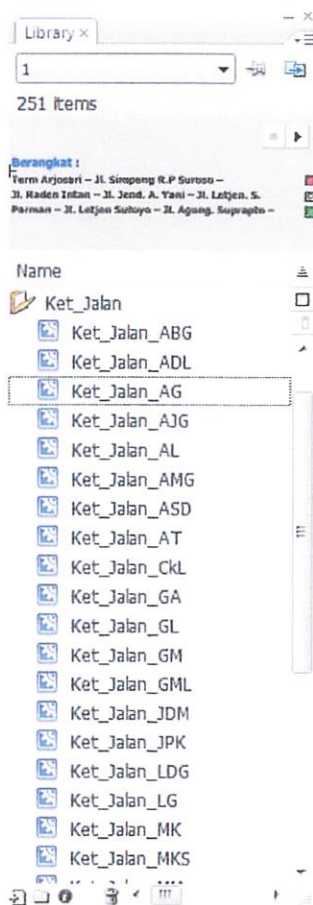 Library ×
1
251 items
Berangkat :
Term Arjosari – Jl. Simpang R.P Suroso –
Jl. Raden Intan – Jl. Jend. A. Yani – Jl. Letjen. S.
Parman – Jl. Letjen Sutoyo – Jl. Agung. Suprapto –
Name
Ket_Jalan
Ket_Jalan_ABG
Ket_Jalan_ADL
Ket_Jalan_AG
Ket_Jalan_AJG
Ket_Jalan_AL
Ket_Jalan_AMG
Ket_Jalan_ASD
Ket_Jalan_AT
Ket_Jalan_CkL
Ket_Jalan_GA
Ket_Jalan_GL
Ket_Jalan_GM
Ket_Jalan_GML
Ket_Jalan_JDM
Ket_Jalan_JPK
Ket_Jalan_LDG
Ket_Jalan_LG
Ket_Jalan_MK
Ket_Jalan_MKS